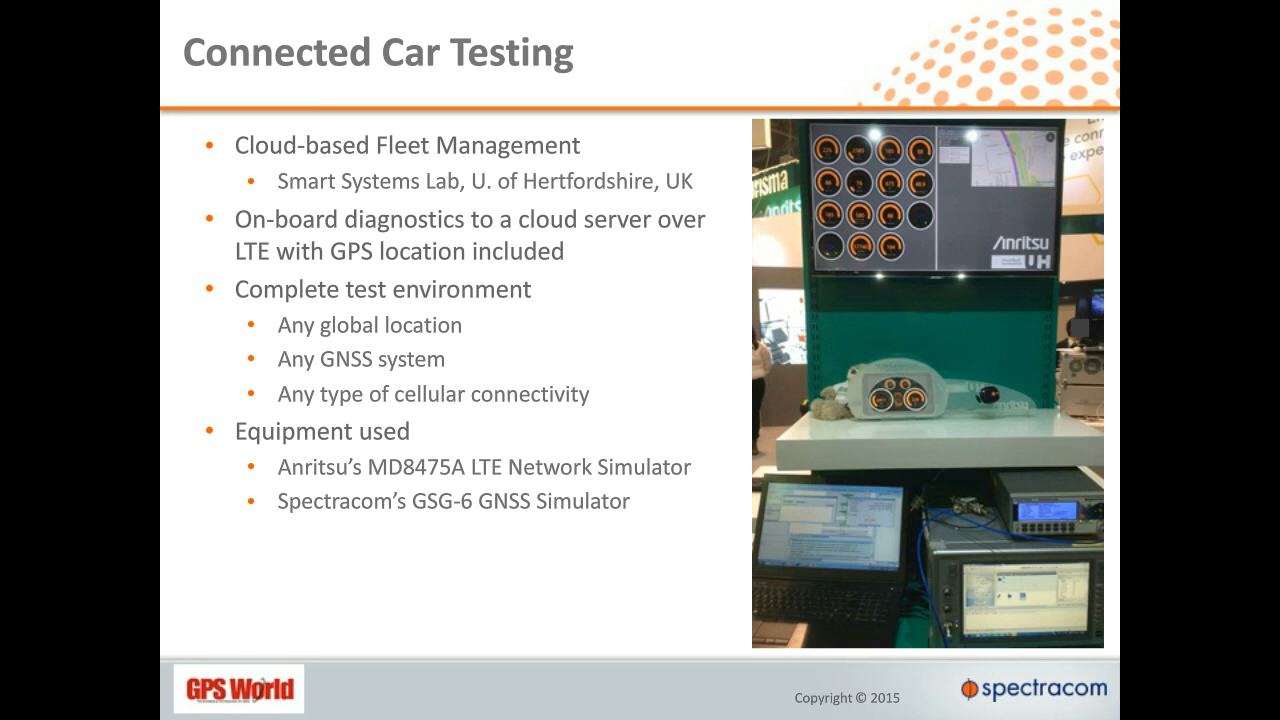 Connected Car Testing
• Cloud-based Fleet Management
• Smart Systems Lab, U. of Hertfordshire, UK
• On-board diagnostics to a cloud server over
LTE with GPS location included
• Complete test environment
• Any global location
• Any GNSS system
• Any type of cellular connectivity
• Equipment used
• Anritsu’s MD8475A LTE Network Simulator
• Spectracom’s GSG-6 GNSS Simulator
Anritsu
UH
GPS World
Copyright © 2015
spectracom